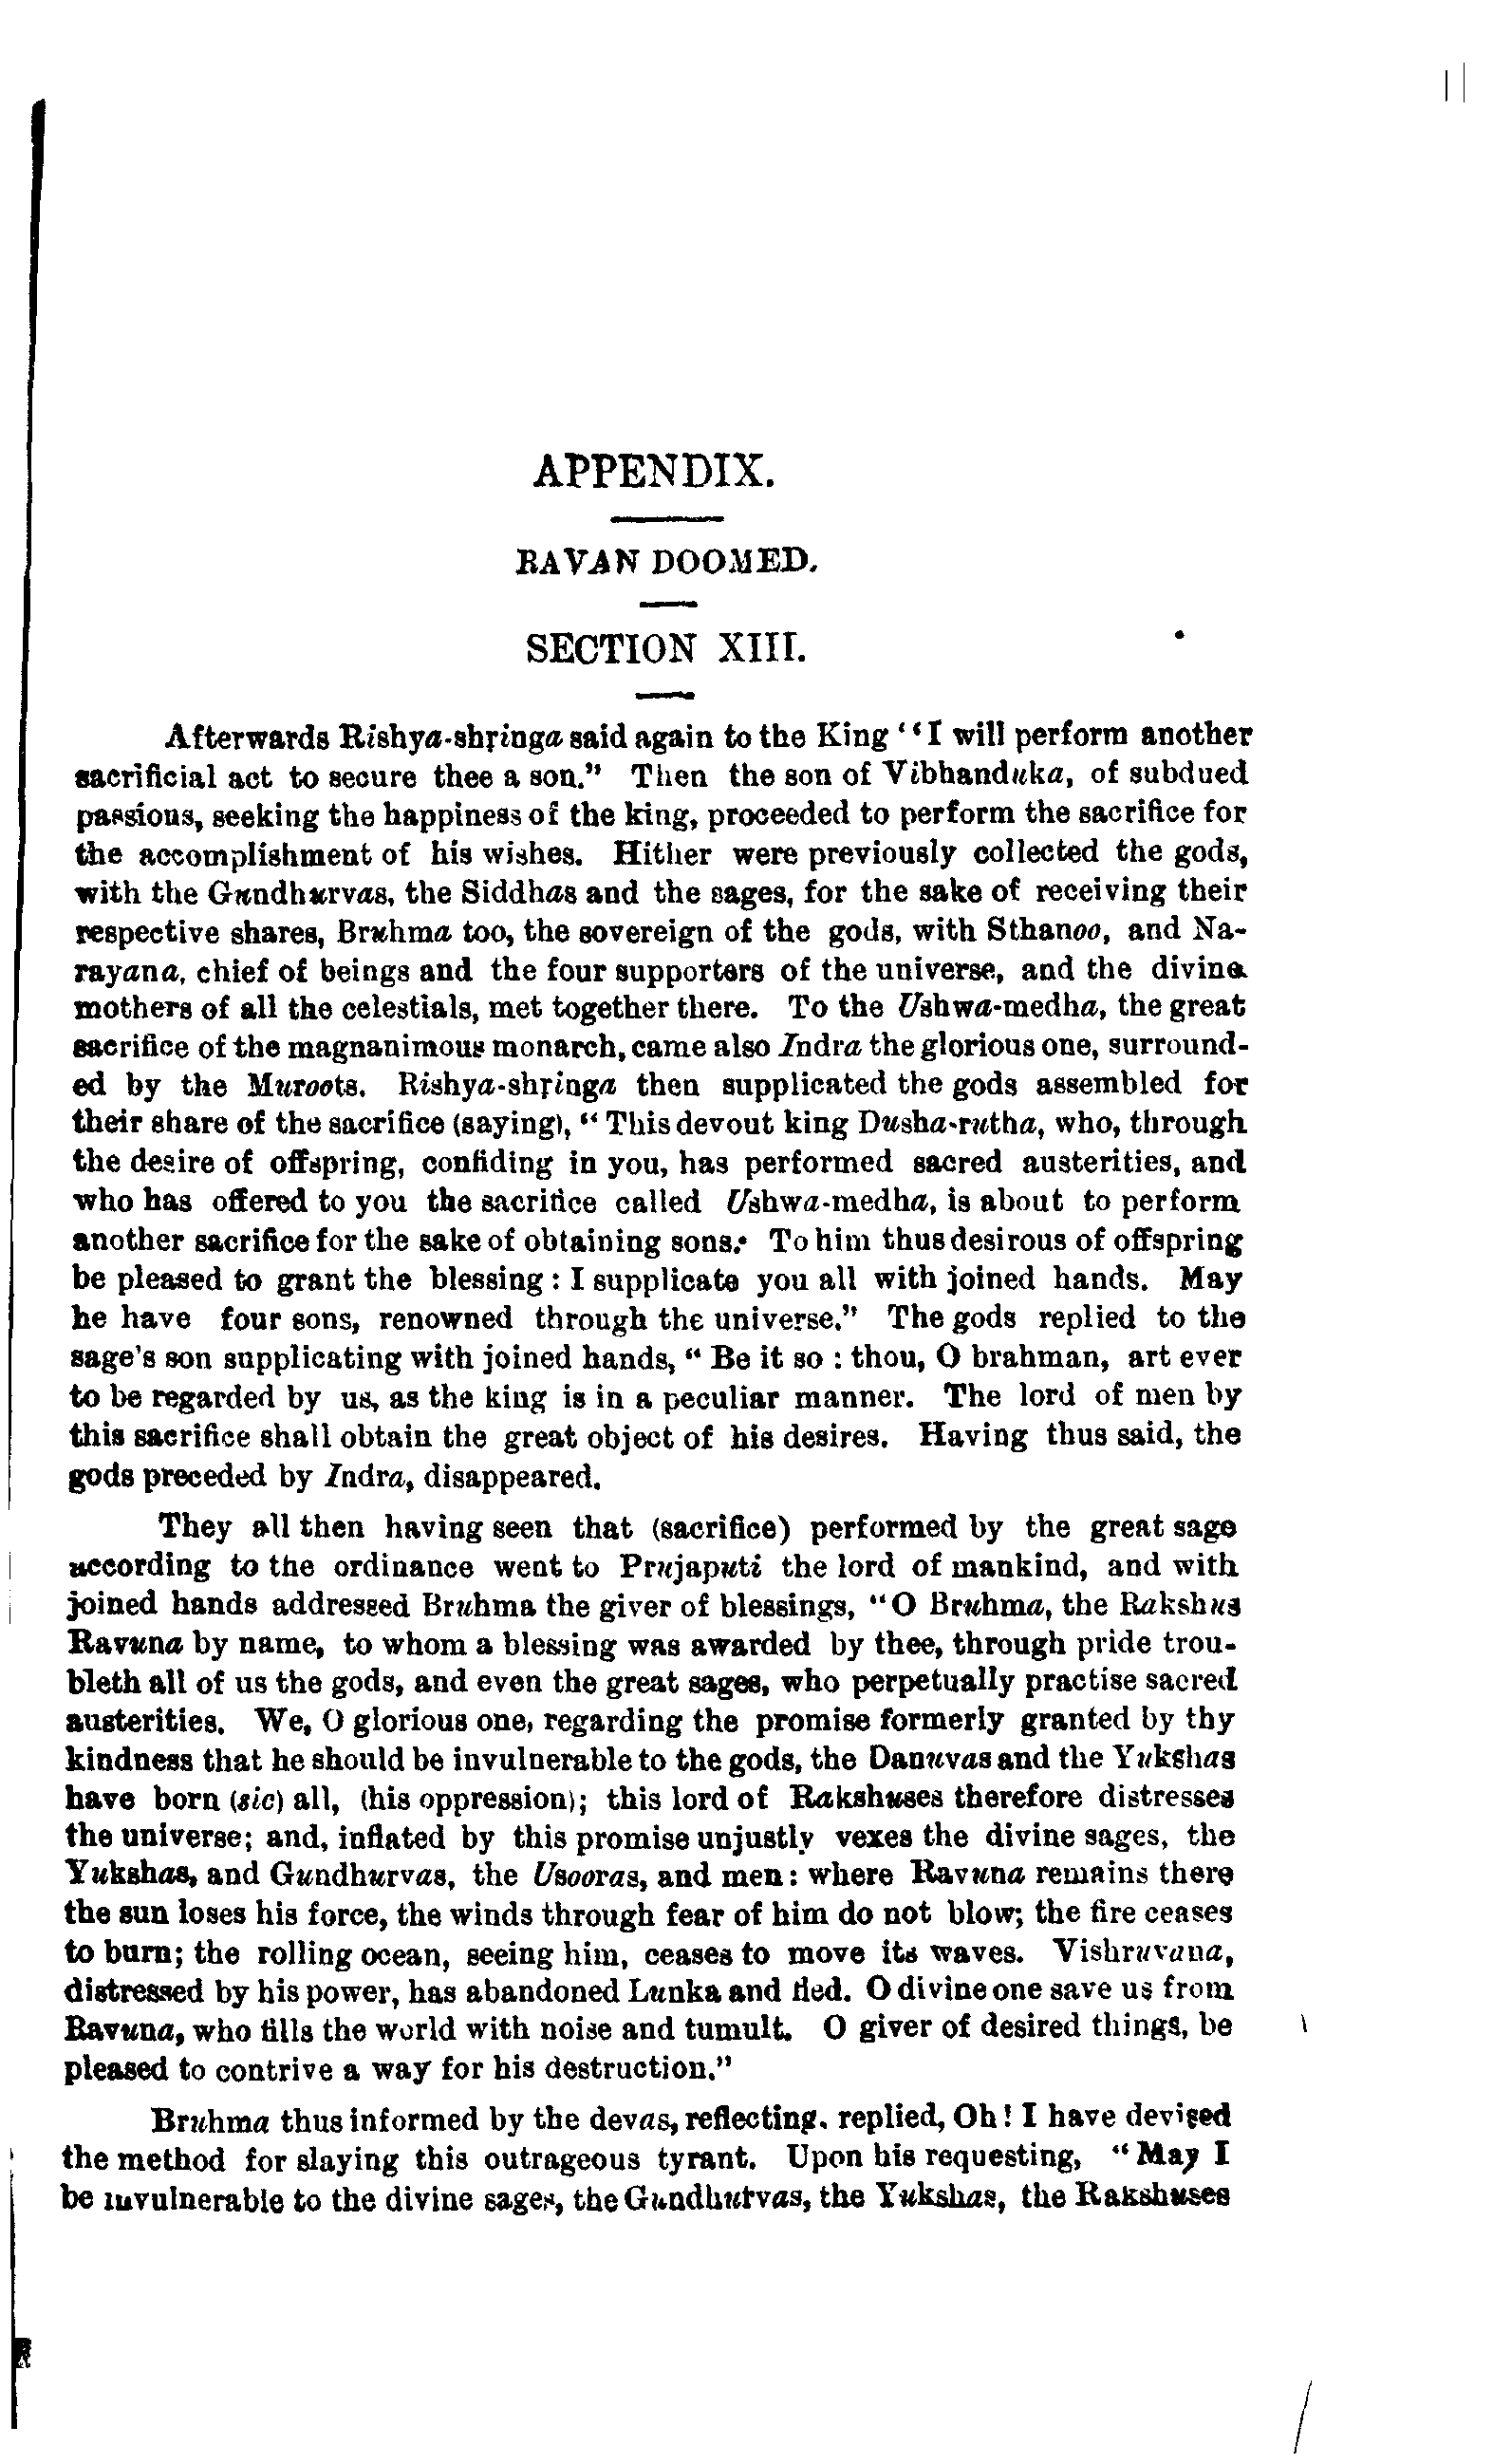 APPENDIX.
RAVAN DOOMED.
SECTION XIII.
Afterwards Rishya-shṛinga said again to the King ‘‘I will perform another
sacrificial act to secure thee a son.” Then the son of Vibhanduka, of subdued
passions, seeking the happiness of the king, proceeded to perform the sacrifice for
the accomplishment of his wishes. Hither were previously collected the gods,
with the Gundhurvas, the Siddhas and the sages, for the sake of receiving their
respective shares, Bruhma too, the sovereign of the gods, with Sthanoo, and Na-
rayana, chief of beings and the four supporters of the universe, and the divine
mothers of all the celestials, met together there. To the Ushwa-medha, the great
sacrifice of the magnanimous monarch, came also Indra the glorious one, surround-
ed by the Muroots. Rishya-shṛinga then supplicated the gods assembled for
their share of the sacrifice (saying), “ This devout king Dusha-rutha, who, through
the desire of offspring, confiding in you, has performed sacred austerities, and
who has offered to you the sacrifice called Ushwa-medha, is about to perform
another sacrifice for the sake of obtaining sons. To him thus desirous of offspring
be pleased to grant the blessing : I supplicate you all with joined hands. May
he have four sons, renowned through the universe.” The gods replied to the
sage’s son supplicating with joined hands, “ Be it so : thou, O brahman, art ever
to be regarded by us, as the king is in a peculiar manner. The lord of men by
this sacrifice shall obtain the great object of his desires. Having thus said, the
gods preceded by Indra, disappeared.
They all then having seen that (sacrifice) performed by the great sage
according to the ordinance went to Prujaputi the lord of mankind, and with
joined hands addressed Bruhma the giver of blessings, “O Bruhma, the Rakshus
Ravuna by name, to whom a blessing was awarded by thee, through pride trou-
bleth all of us the gods, and even the great sages, who perpetually practise sacred
austerities. We, O glorious one, regarding the promise formerly granted by thy
kindness that he should be invulnerable to the gods, the Danuvas and the Yukshas
have born (sic) all, (his oppression); this lord of Rakshuses therefore distresses
the universe; and, inflated by this promise unjustly vexes the divine sages, the
Yukshas, and Gundhurvas, the Usooras, and men : where Ravuna remains there
the sun loses his force, the winds through fear of him do not blow; the fire ceases
to burn; the rolling ocean, seeing him, ceases to move its waves. Vishruvana,
distressed by his power, has abandoned Lunka and fled. O divine one save us from
Ravuna, who fills the world with noise and tumult. O giver of desired things, be
pleased to contrive a way for his destruction.”
Bruhma thus informed by the devas, reflecting, replied, Oh! I have devised
the method for slaying this outrageous tyrant. Upon his requesting, “ May I
be invulnerable to the divine sages, the Gundhurvas, the Yukshas, the Rakshuses